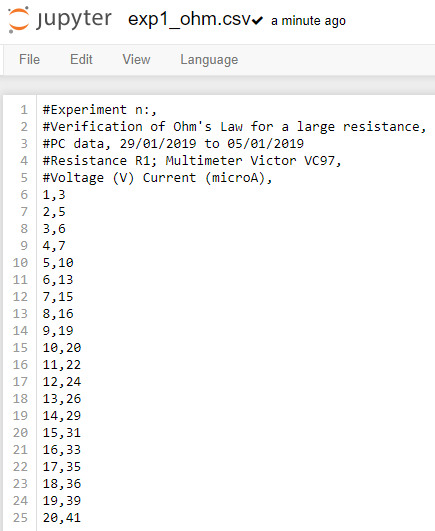 jupyter exp1_ohm.csv✔ a minute ago
File Edit View Language
1 #Experiment n:,
2 #Verification of Ohm's Law for a large resistance,
3 #PC data, 29/01/2019 to 05/01/2019
4 #Resistance R1; Multimeter Victor VC97,
5 #Voltage (V) Current (microA),
6 1,3
7 2,5
8 3,6
9 4,7
10 5,10
11 6,13
12 7,15
13 8,16
14 9,19
15 10,20
16 11,22
17 12,24
18 13,26
19 14,29
20 15,31
21 16,33
22 17,35
23 18,36
24 19,39
25 20,41